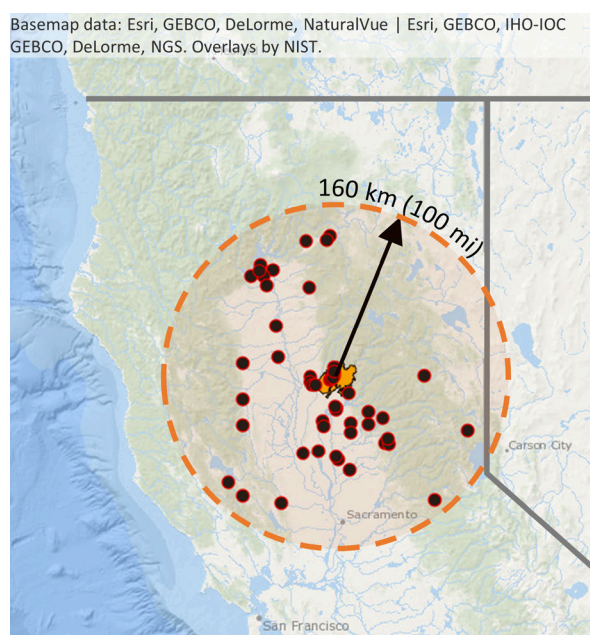 Basemap data: Esri, GEBCO, DeLorme, NaturalVue | Esri, GEBCO, IHO-IOC
GEBCO, DeLorme, NGS. Overlays by NIST.
160 km (100 mi)
Carson City
Sacramento
San Francisco